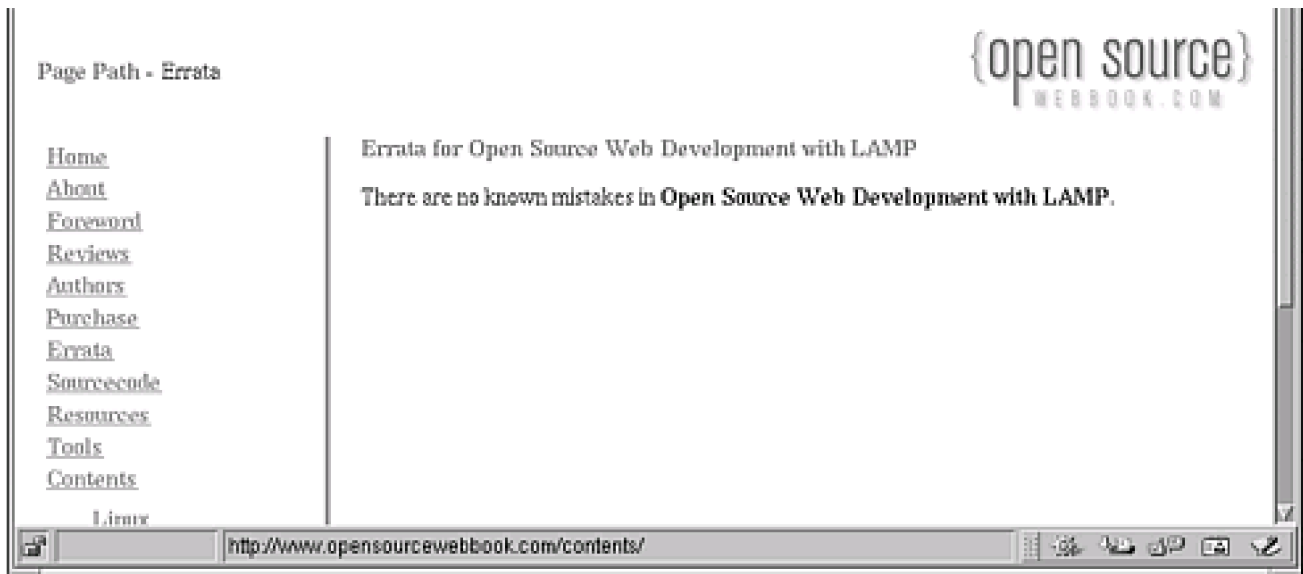 Page Path - Errata
{open source}
WEBBOOK.COM
Home
About
Foreword
Reviews
Authors
Purchase
Errata
Sourcecode
Resources
Tools
Contents
Linux
Errata for Open Source Web Development with LAMP
There are no known mistakes in Open Source Web Development with LAMP.
http://www.opensourcewebbook.com/contents/